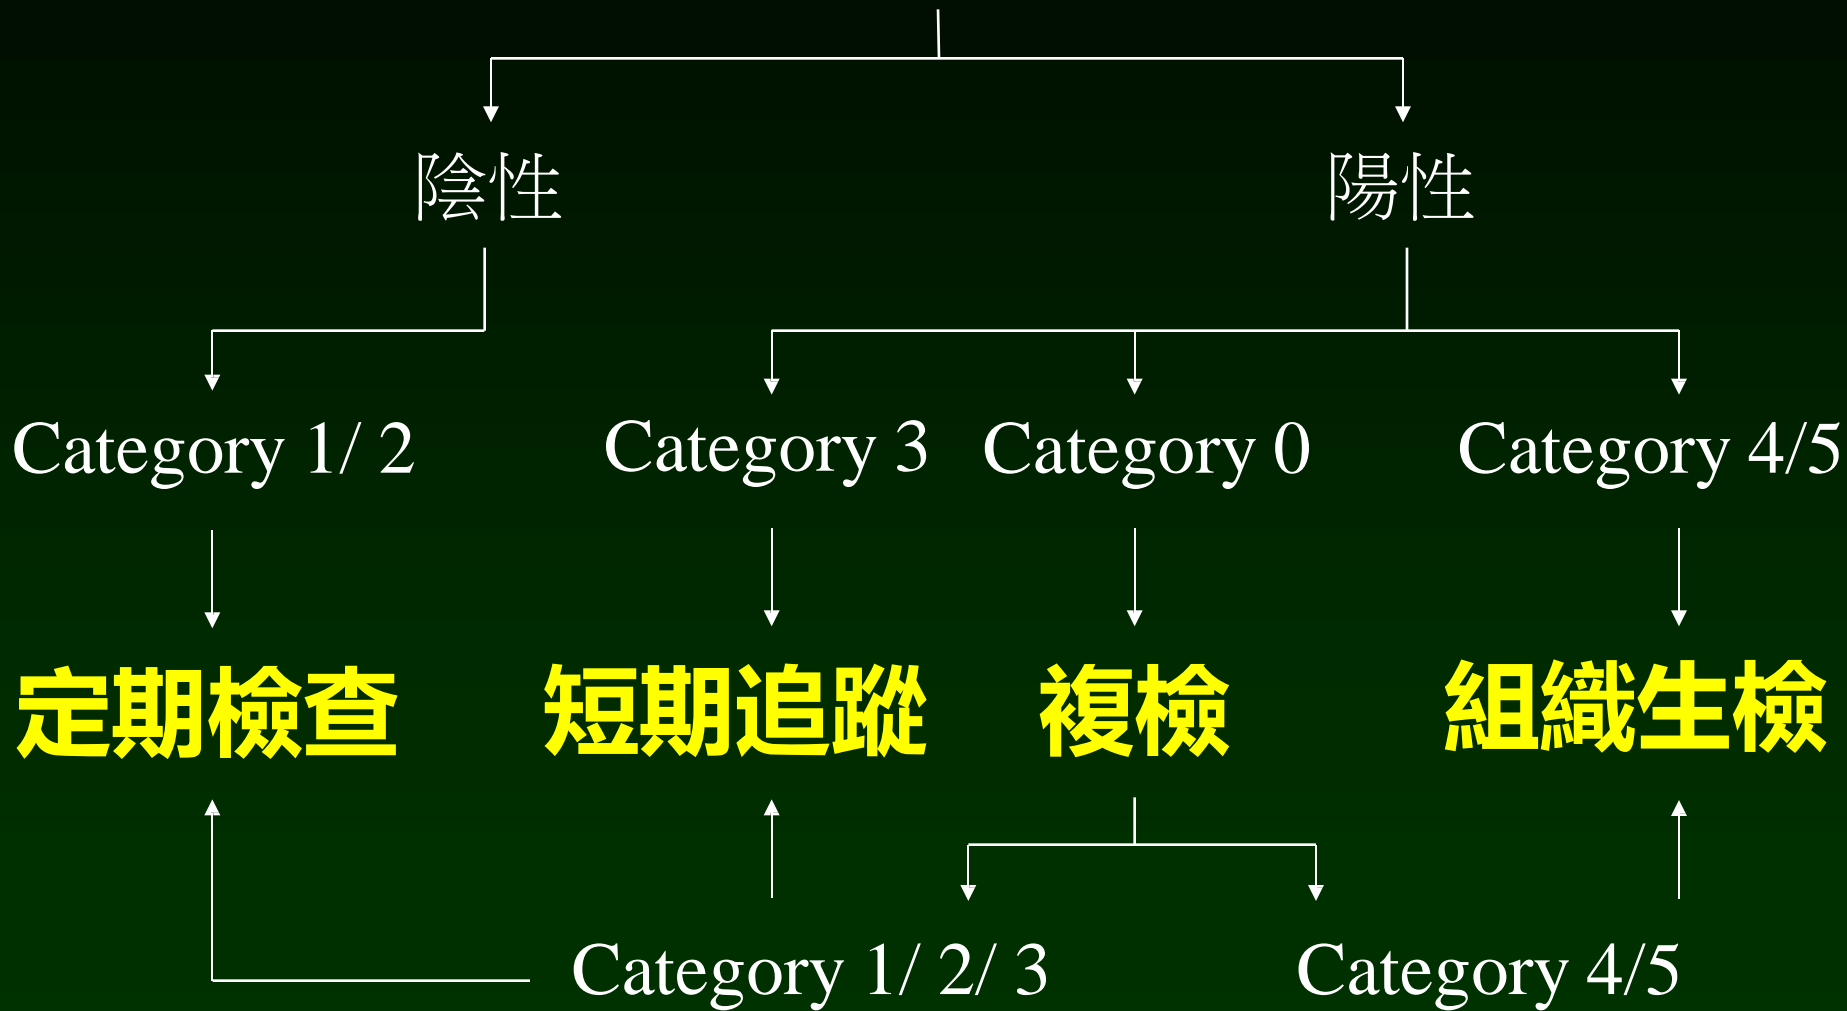 陰性
陽性
Category 1/ 2
Category 3
Category 0
Category 4/5
定期檢查
短期追蹤
複檢
組織生檢
Category 1/ 2/ 3
Category 4/5